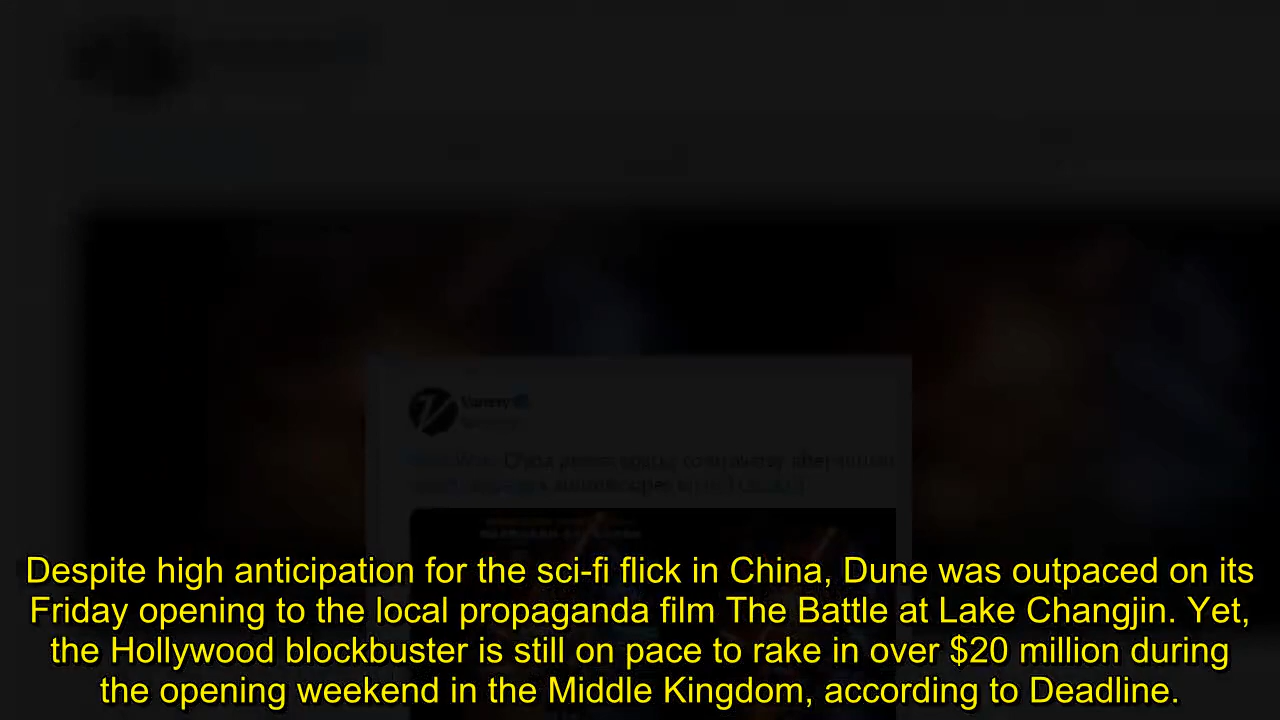 Variety
Despite high anticipation for the sci-fi flick in China, Dune was outpaced on its
Friday opening to the local propaganda film The Battle at Lake Changjin. Yet,
the Hollywood blockbuster is still on pace to rake in over $20 million during
the opening weekend in the Middle Kingdom, according to Deadline.